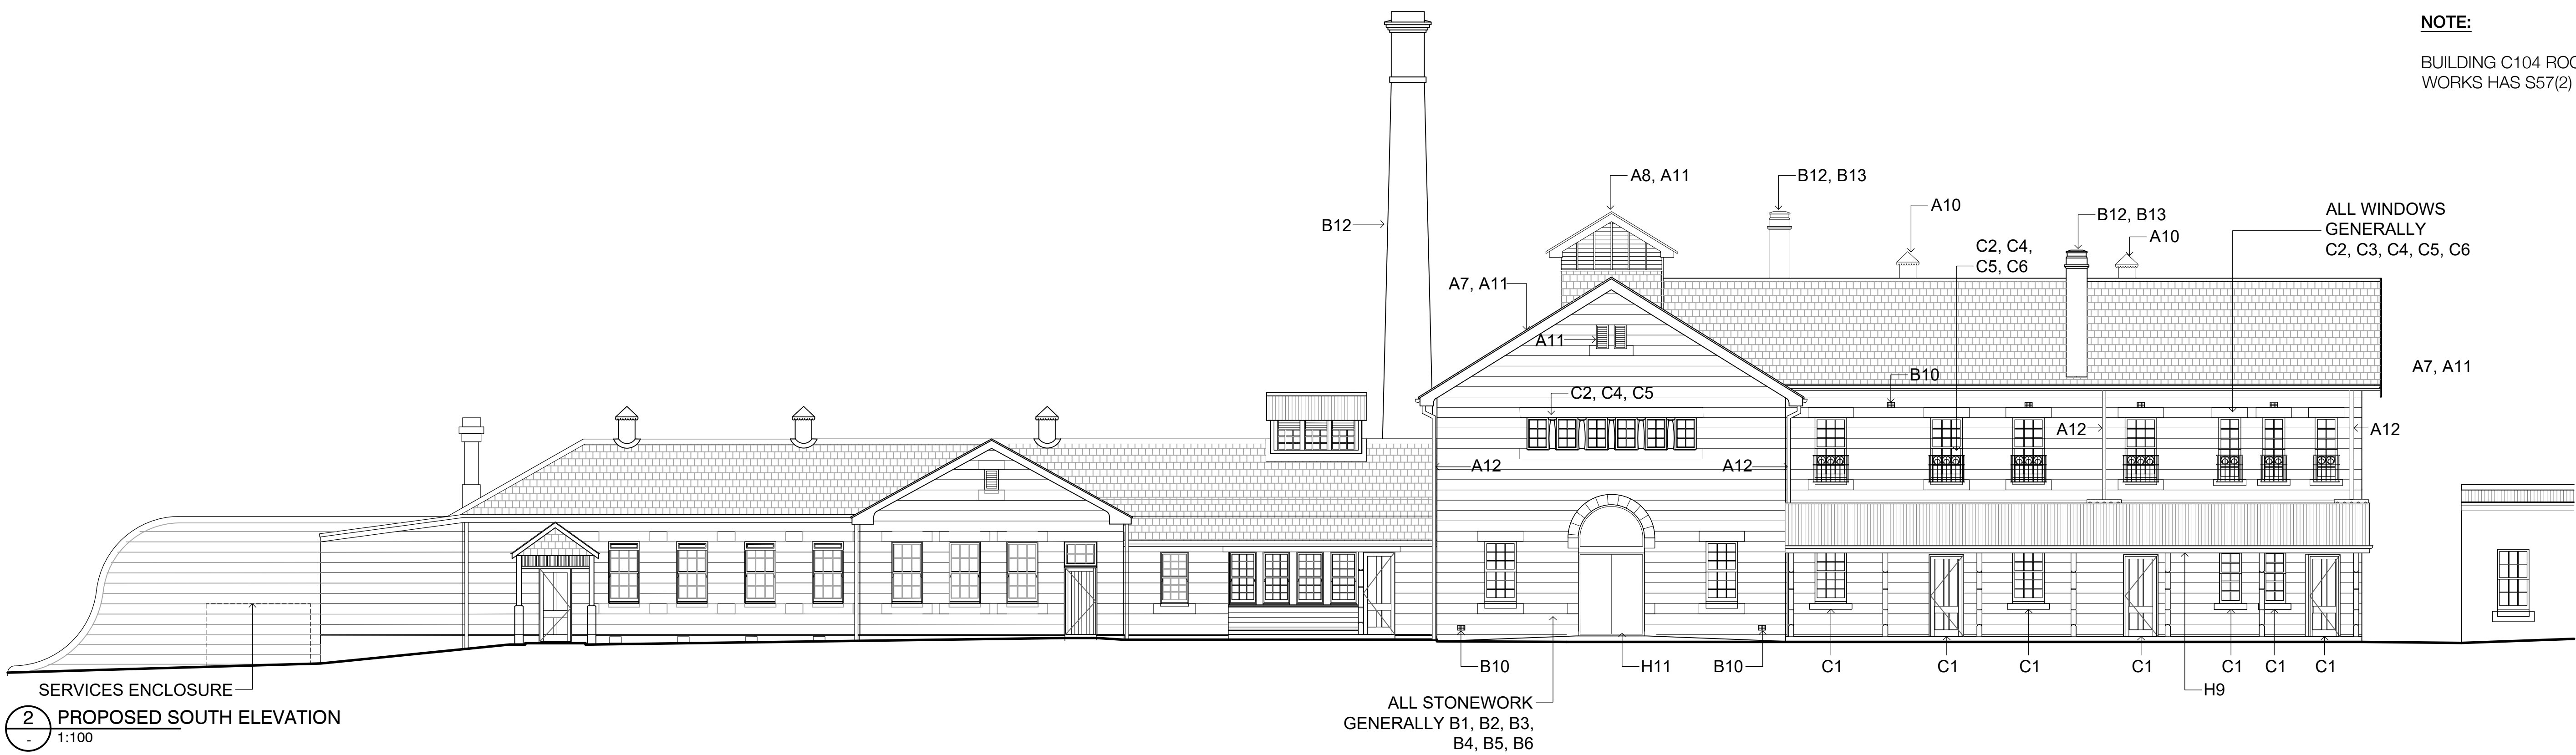 NOTE:
BUILDING C104
WORKS HAS S57(2)
A8, A11
B12, B13
A10
B12
B12, B13
A10
ALL WINDOWS
GENERALLY
C2, C3, C4, C5, C6
C2, C4,
C5, C6
A7, A11
A11
A7, A11
B10
C2, C4, C5
A12
A12
A12
A12
B10
H11
B10
C1
C1
C1
C1
C1
C1
C1
H9
SERVICES ENCLOSURE
ALL STONEWORK
GENERALLY B1, B2, B3,
B4, B5, B6
2
PROPOSED SOUTH ELEVATION
-
1:100